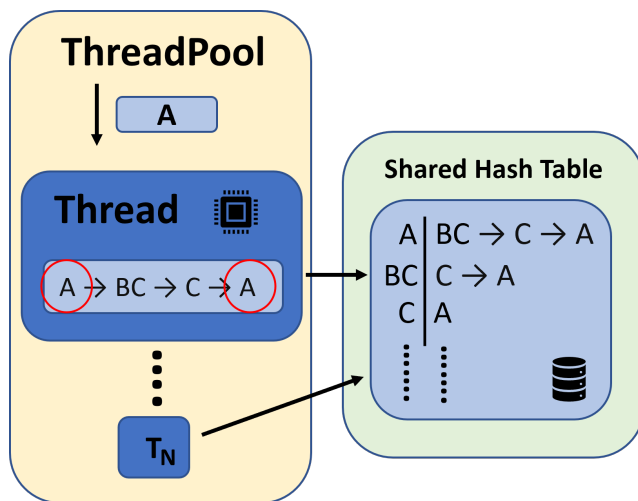 ThreadPool
A
Thread
A → BC → C → A
T_N
Shared Hash Table
A BC → C → A
BC C → A
C A